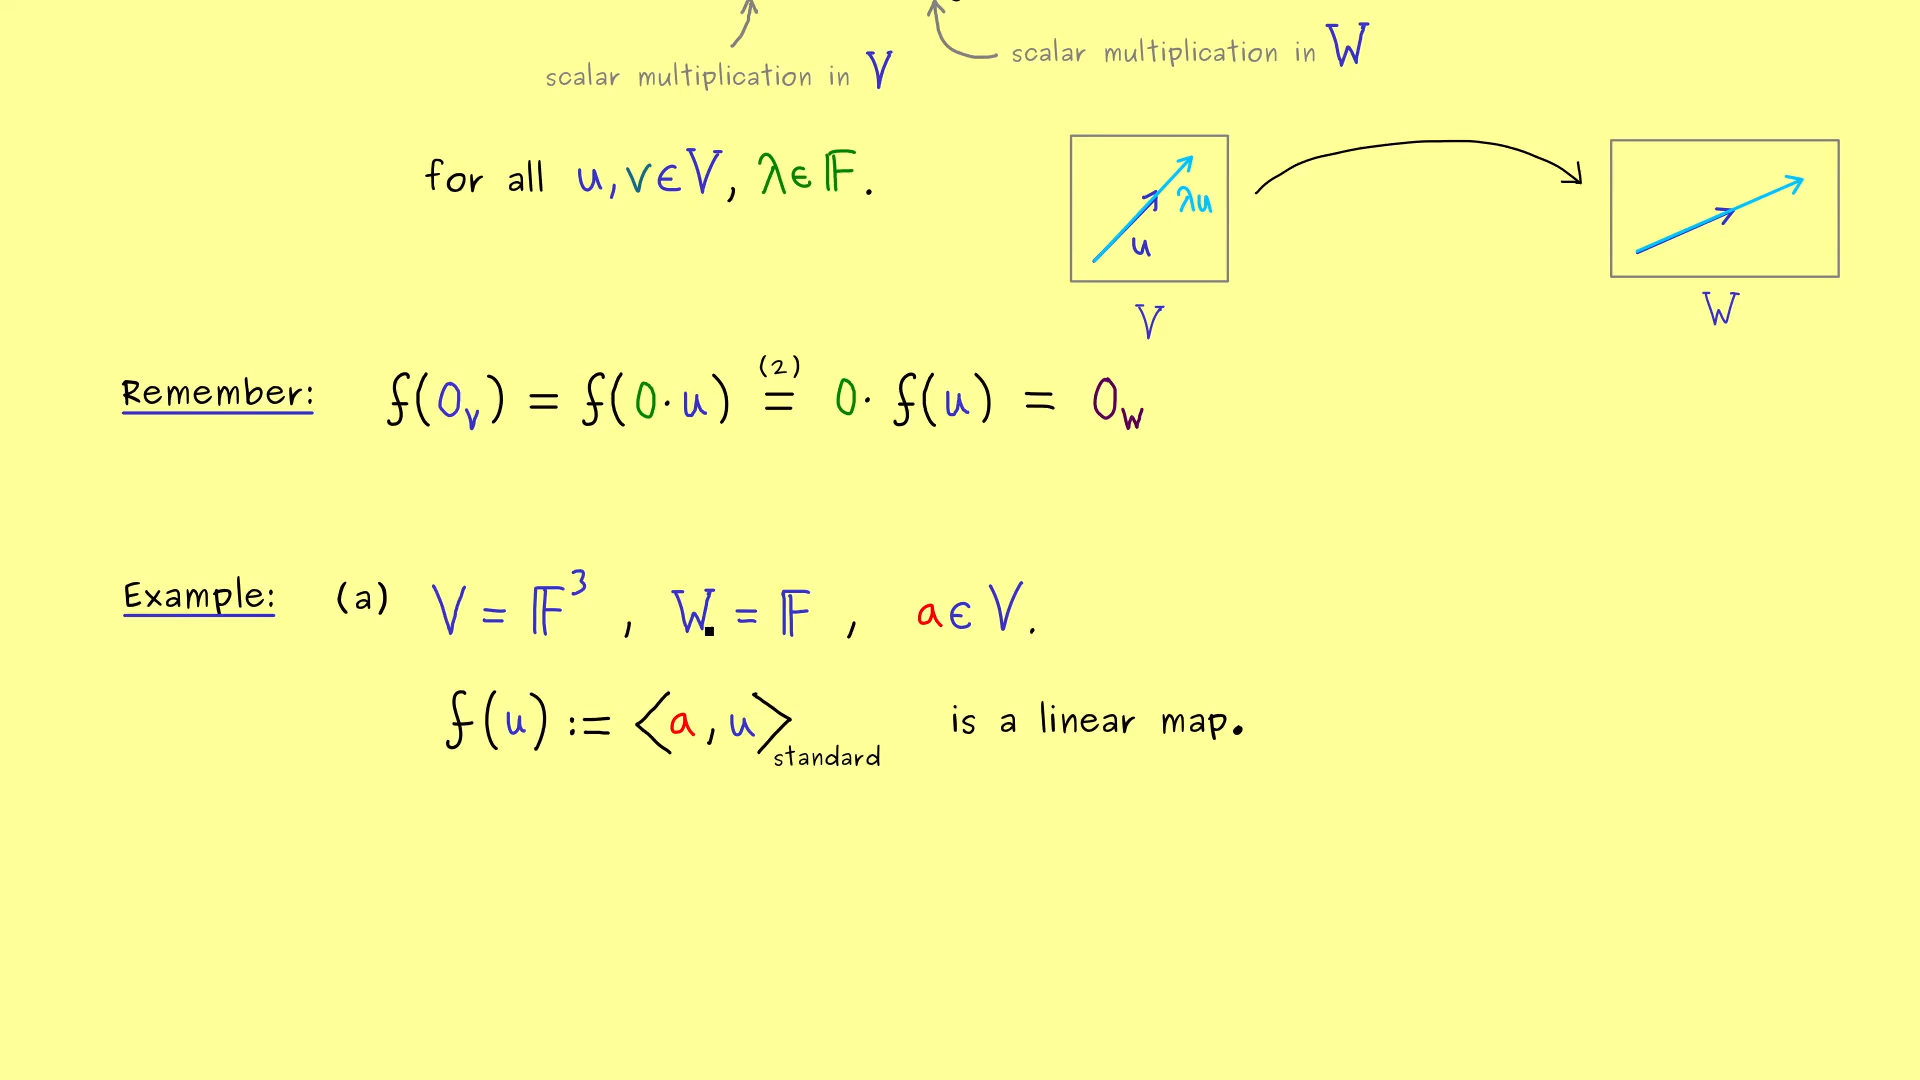 scalar multiplication in V
scalar multiplication in W
for all u, v ∈ V, λ ∈ 𝔽.
λu
u
V
W
Remember: f(0_V) = f(0·u) =^(2) 0·f(u) = 0_W
Example: (a) V = 𝔽³ , W = 𝔽 , a ∈ V.
f(u) := ⟨a, u⟩_standard is a linear map.